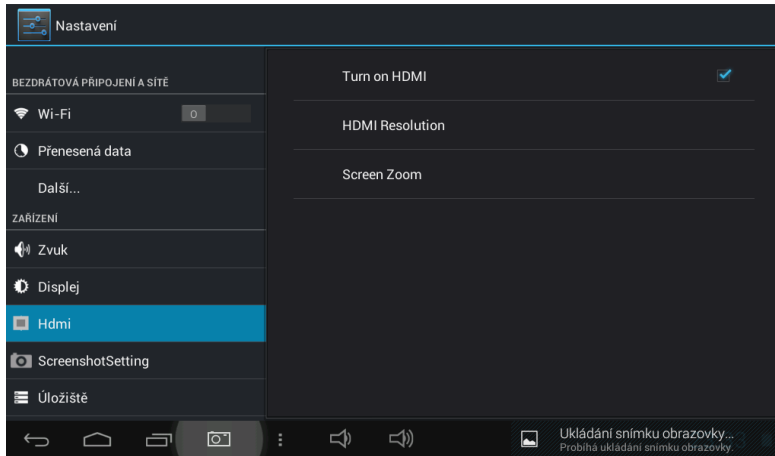 Nastavení
BEZDRÁTOVÁ PŘIPOJENÍ A SÍTĚ
Wi-Fi
O
Přenesená data
Další...
ZAŘÍZENÍ
Zvuk
Displej
Hdmi
ScreenshotSetting
Úložiště
Turn on HDMI
HDMI Resolution
Screen Zoom
Ukládání snímku obrazovky...
Probíhá ukládání snímku obrazovky.